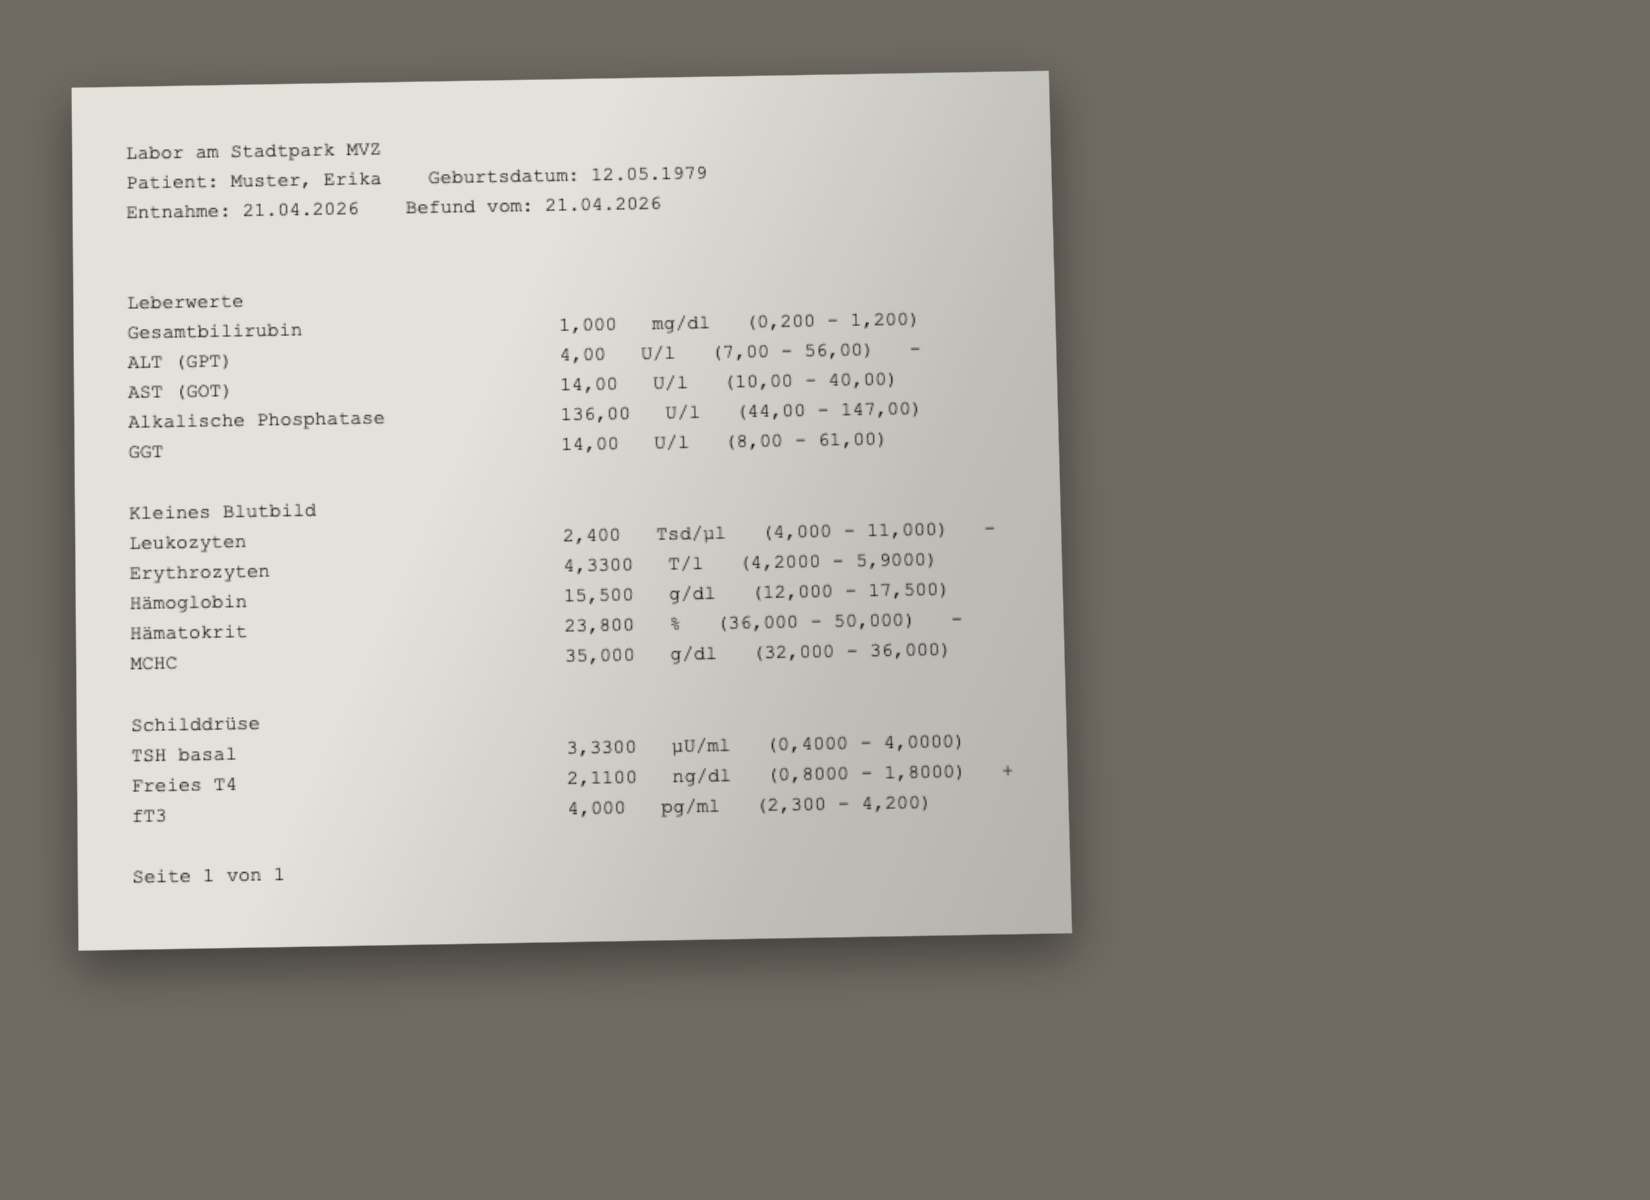 Labor am Stadtpark MVZ
Patient: Muster, Erika    Geburtsdatum: 12.05.1979
Entnahme: 21.04.2026    Befund vom: 21.04.2026
Leberwerte
Gesamtbilirubin    1,000   mg/dl   (0,200 - 1,200)
ALT (GPT)    4,00   U/l   (7,00 - 56,00)   -
AST (GOT)    14,00   U/l   (10,00 - 40,00)
Alkalische Phosphatase    136,00   U/l   (44,00 - 147,00)
GGT    14,00   U/l   (8,00 - 61,00)
Kleines Blutbild
Leukozyten    2,400   Tsd/µl   (4,000 - 11,000)   -
Erythrozyten    4,3300   T/l   (4,2000 - 5,9000)
Hämoglobin    15,500   g/dl   (12,000 - 17,500)
Hämatokrit    23,800   %   (36,000 - 50,000)   -
MCHC    35,000   g/dl   (32,000 - 36,000)
Schilddrüse
TSH basal    3,3300   µU/ml   (0,4000 - 4,0000)
Freies T4    2,1100   ng/dl   (0,8000 - 1,8000)   +
fT3    4,000   pg/ml   (2,300 - 4,200)
Seite 1 von 1